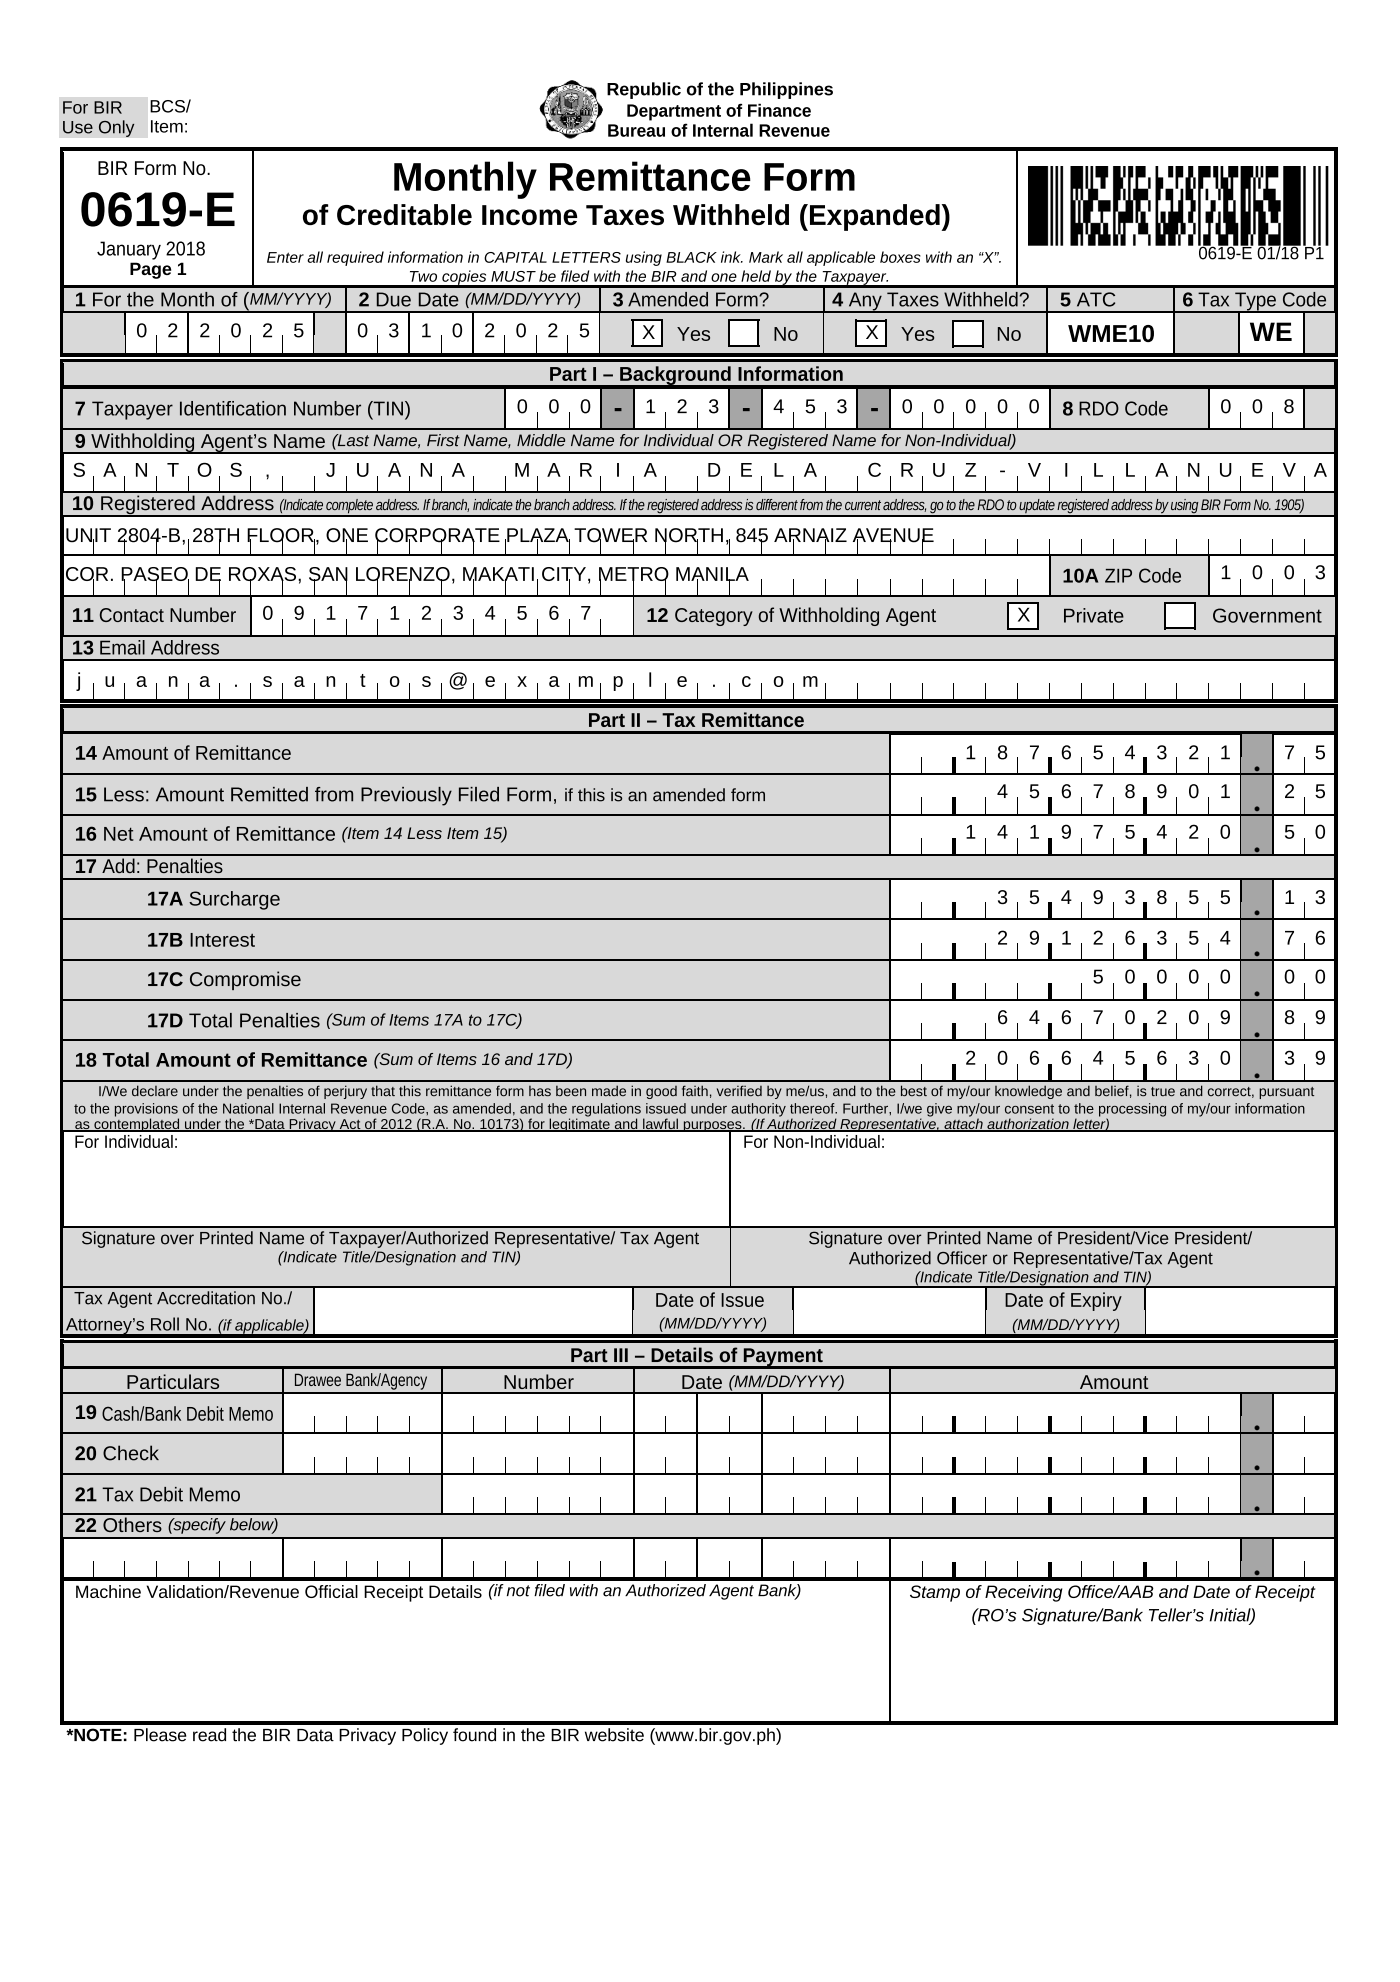 For BIR
Use Only
BCS/
Item:
Republic of the Philippines
Department of Finance
Bureau of Internal Revenue
BIR Form No.
0619-E
January 2018
Page 1
Monthly Remittance Form
of Creditable Income Taxes Withheld (Expanded)
Enter all required information in CAPITAL LETTERS using BLACK ink. Mark all applicable boxes with an “X”.
Two copies MUST be filed with the BIR and one held by the Taxpayer.
0619-E 01/18 P1
1 For the Month of (MM/YYYY) 2 Due Date (MM/DD/YYYY) 3 Amended Form? 4 Any Taxes Withheld? 5 ATC 6 Tax Type Code
0 2 2 0 2 5 0 3 1 0 2 0 2 5 X Yes No X Yes No WME10 WE
Part I – Background Information
7 Taxpayer Identification Number (TIN) 0 0 0 - 1 2 3 - 4 5 3 - 0 0 0 0 0 8 RDO Code 0 0 8
9 Withholding Agent’s Name (Last Name, First Name, Middle Name for Individual OR Registered Name for Non-Individual)
SANTOS, JUANA MARIA DELA CRUZ-VILLANUEVA
10 Registered Address (Indicate complete address. If branch, indicate the branch address. If the registered address is different from the current address, go to the RDO to update registered address by using BIR Form No. 1905)
UNIT 2804-B, 28TH FLOOR, ONE CORPORATE PLAZA TOWER NORTH, 845 ARNAIZ AVENUE
COR. PASEO DE ROXAS, SAN LORENZO, MAKATI CITY, METRO MANILA 10A ZIP Code 1 0 0 3
11 Contact Number 0 9 1 7 1 2 3 4 5 6 7 12 Category of Withholding Agent X Private Government
13 Email Address
juana.santos@example.com
Part II – Tax Remittance
14 Amount of Remittance 1 8 7 6 5 4 3 2 1 . 7 5
15 Less: Amount Remitted from Previously Filed Form, if this is an amended form 4 5 6 7 8 9 0 1 . 2 5
16 Net Amount of Remittance (Item 14 Less Item 15) 1 4 1 9 7 5 4 2 0 . 5 0
17 Add: Penalties
17A Surcharge 3 5 4 9 3 8 5 5 . 1 3
17B Interest 2 9 1 2 6 3 5 4 . 7 6
17C Compromise 5 0 0 0 0 . 0 0
17D Total Penalties (Sum of Items 17A to 17C) 6 4 6 7 0 2 0 9 . 8 9
18 Total Amount of Remittance (Sum of Items 16 and 17D) 2 0 6 6 4 5 6 3 0 . 3 9
I/We declare under the penalties of perjury that this remittance form has been made in good faith, verified by me/us, and to the best of my/our knowledge and belief, is true and correct, pursuant
to the provisions of the National Internal Revenue Code, as amended, and the regulations issued under authority thereof. Further, I/we give my/our consent to the processing of my/our information
as contemplated under the *Data Privacy Act of 2012 (R.A. No. 10173) for legitimate and lawful purposes. (If Authorized Representative, attach authorization letter)
For Individual: For Non-Individual:
Signature over Printed Name of Taxpayer/Authorized Representative/ Tax Agent
(Indicate Title/Designation and TIN)
Signature over Printed Name of President/Vice President/
Authorized Officer or Representative/Tax Agent
(Indicate Title/Designation and TIN)
Tax Agent Accreditation No./
Attorney’s Roll No. (if applicable)
Date of Issue
(MM/DD/YYYY)
Date of Expiry
(MM/DD/YYYY)
Part III – Details of Payment
Particulars Drawee Bank/Agency Number Date (MM/DD/YYYY) Amount
19 Cash/Bank Debit Memo .
20 Check .
21 Tax Debit Memo .
22 Others (specify below)
.
Machine Validation/Revenue Official Receipt Details (if not filed with an Authorized Agent Bank)
Stamp of Receiving Office/AAB and Date of Receipt
(RO’s Signature/Bank Teller’s Initial)
*NOTE: Please read the BIR Data Privacy Policy found in the BIR website (www.bir.gov.ph)